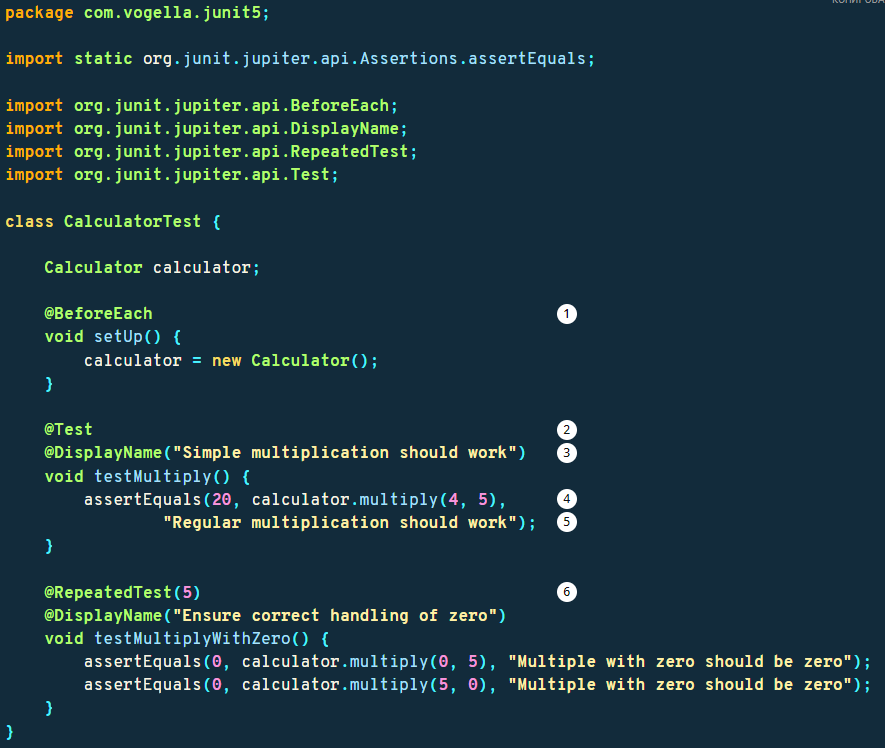 КОПИРОВА
package com.vogella.junit5;
import static org.junit.jupiter.api.Assertions.assertEquals;
import org.junit.jupiter.api.BeforeEach;
import org.junit.jupiter.api.DisplayName;
import org.junit.jupiter.api.RepeatedTest;
import org.junit.jupiter.api.Test;
class CalculatorTest {
Calculator calculator;
@BeforeEach 1
void setUp() {
calculator = new Calculator();
}
@Test 2
@DisplayName("Simple multiplication should work") 3
void testMultiply() {
assertEquals(20, calculator.multiply(4, 5), 4
"Regular multiplication should work"); 5
}
@RepeatedTest(5) 6
@DisplayName("Ensure correct handling of zero")
void testMultiplyWithZero() {
assertEquals(0, calculator.multiply(0, 5), "Multiple with zero should be zero");
assertEquals(0, calculator.multiply(5, 0), "Multiple with zero should be zero");
}
}